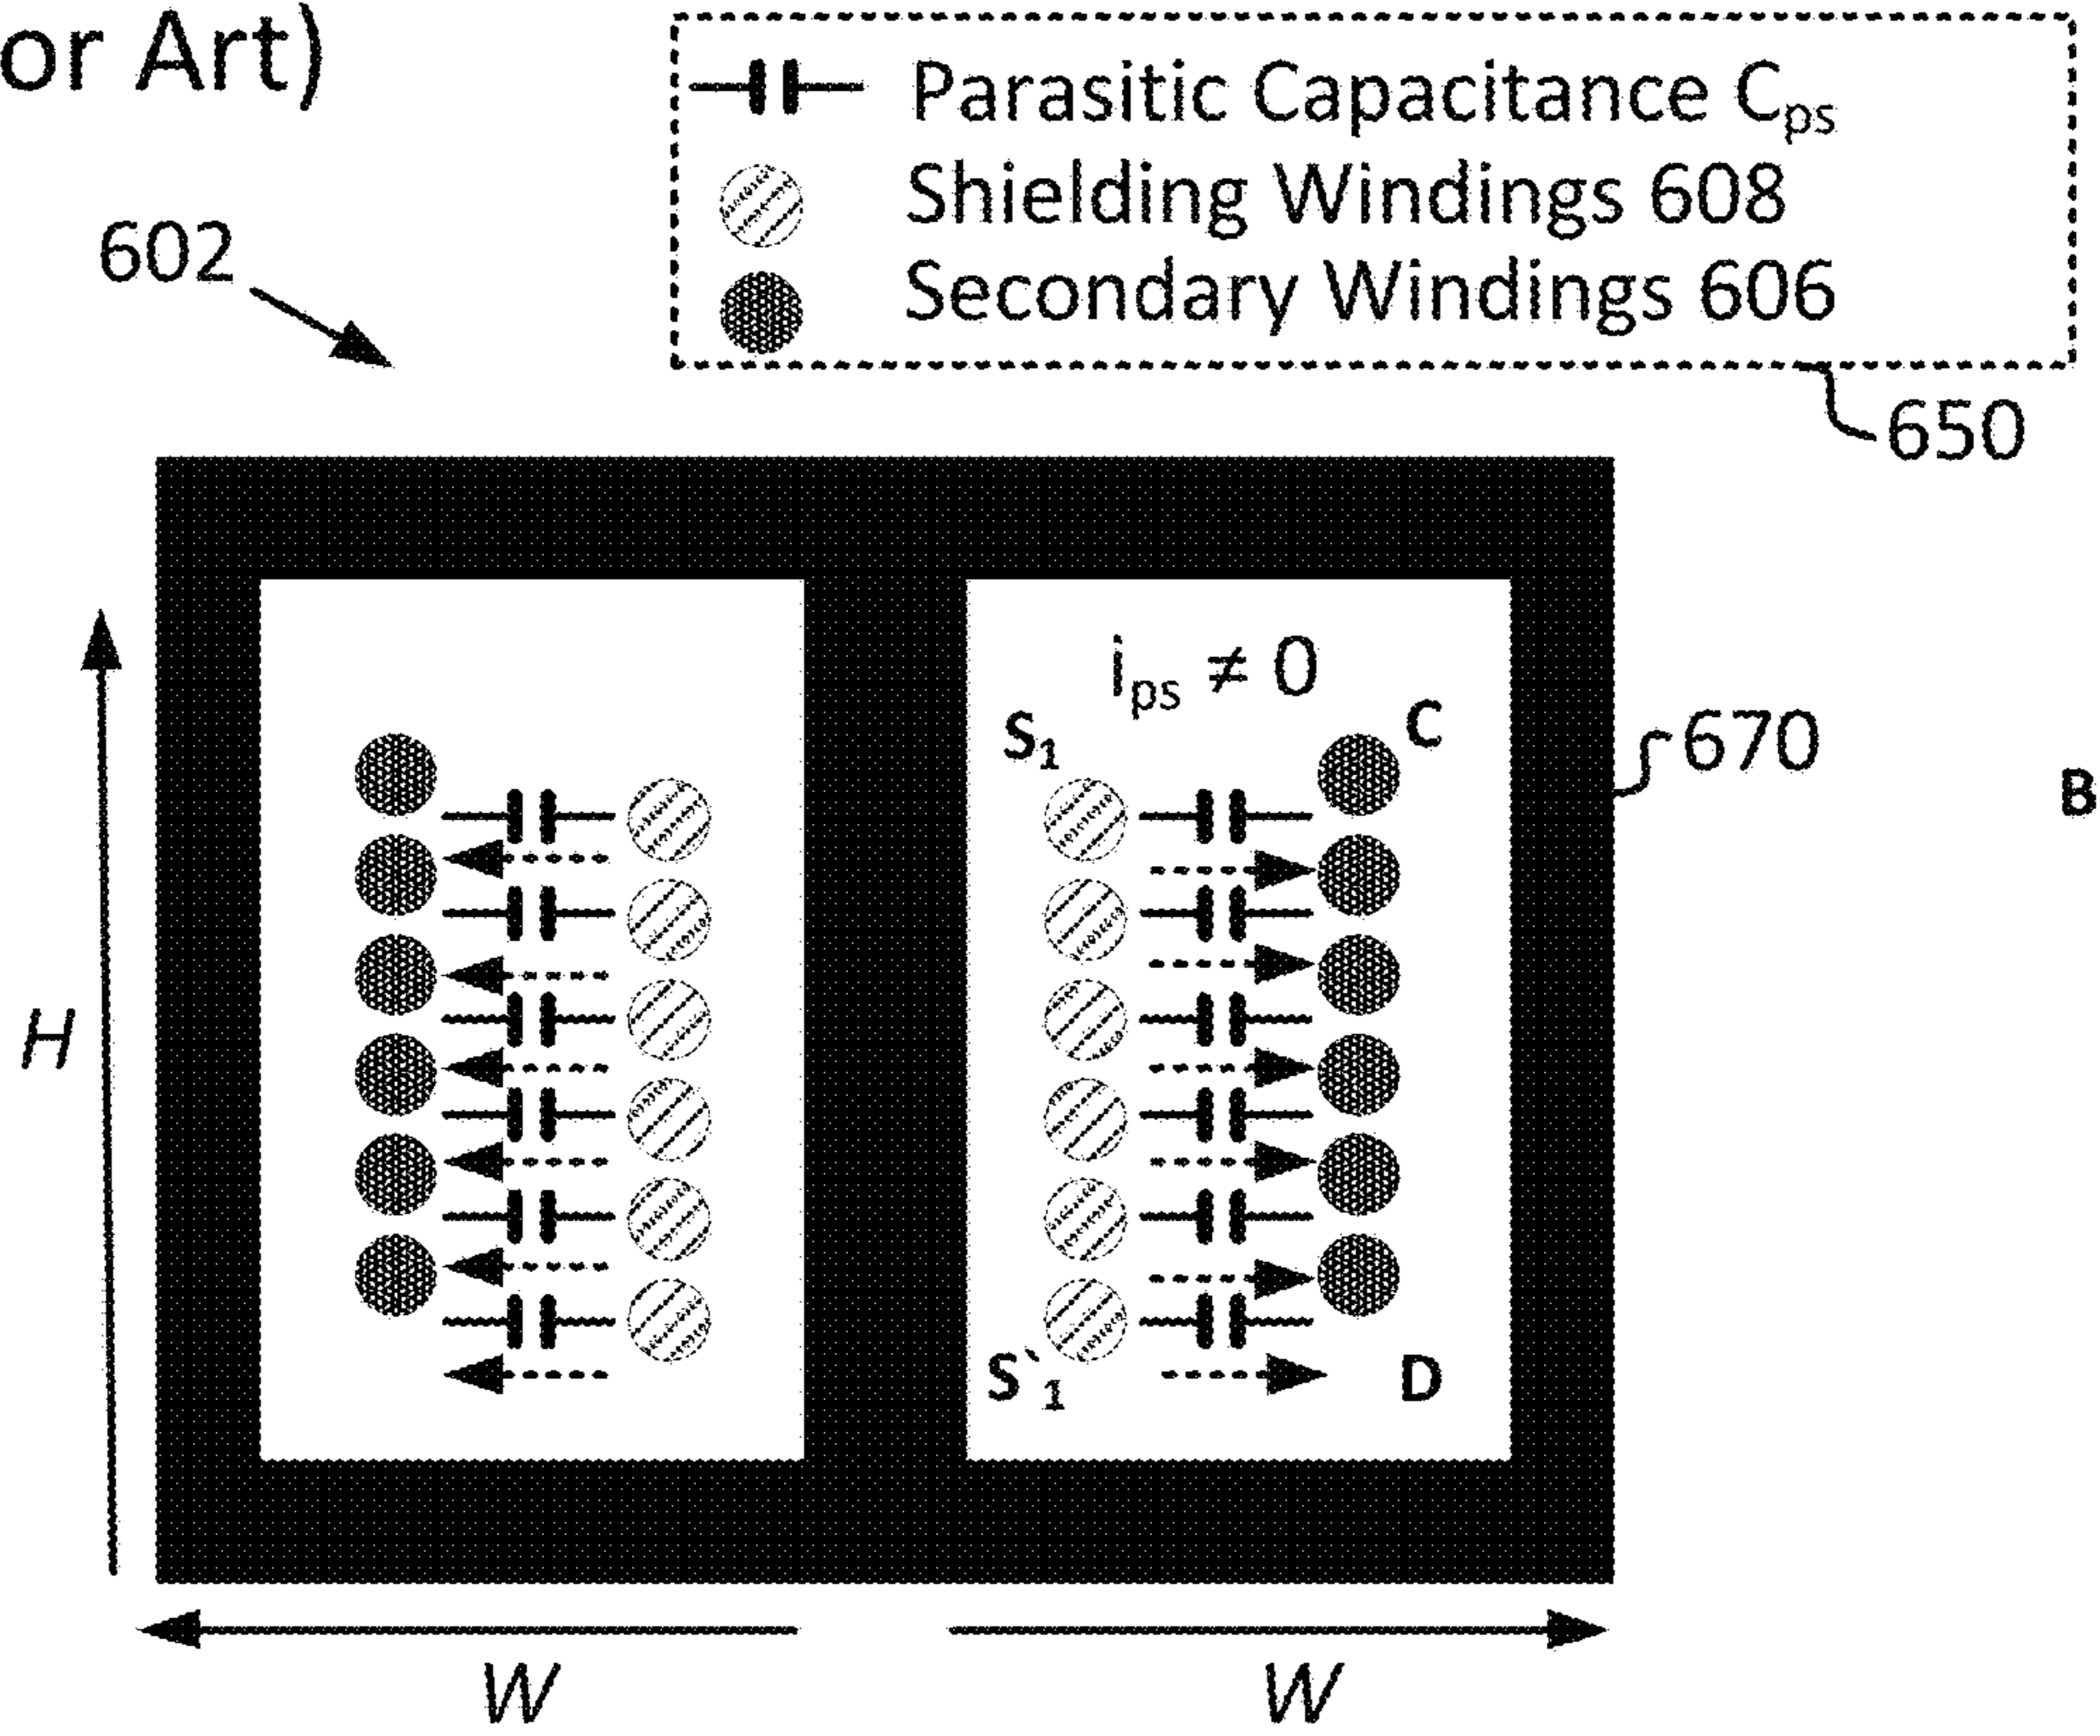 or Art)
Parasitic Capacitance Cps
Shielding Windings 608
Secondary Windings 606
602
650
ips ≠ 0
S1
C
670
B
H
S`1
D
W
W